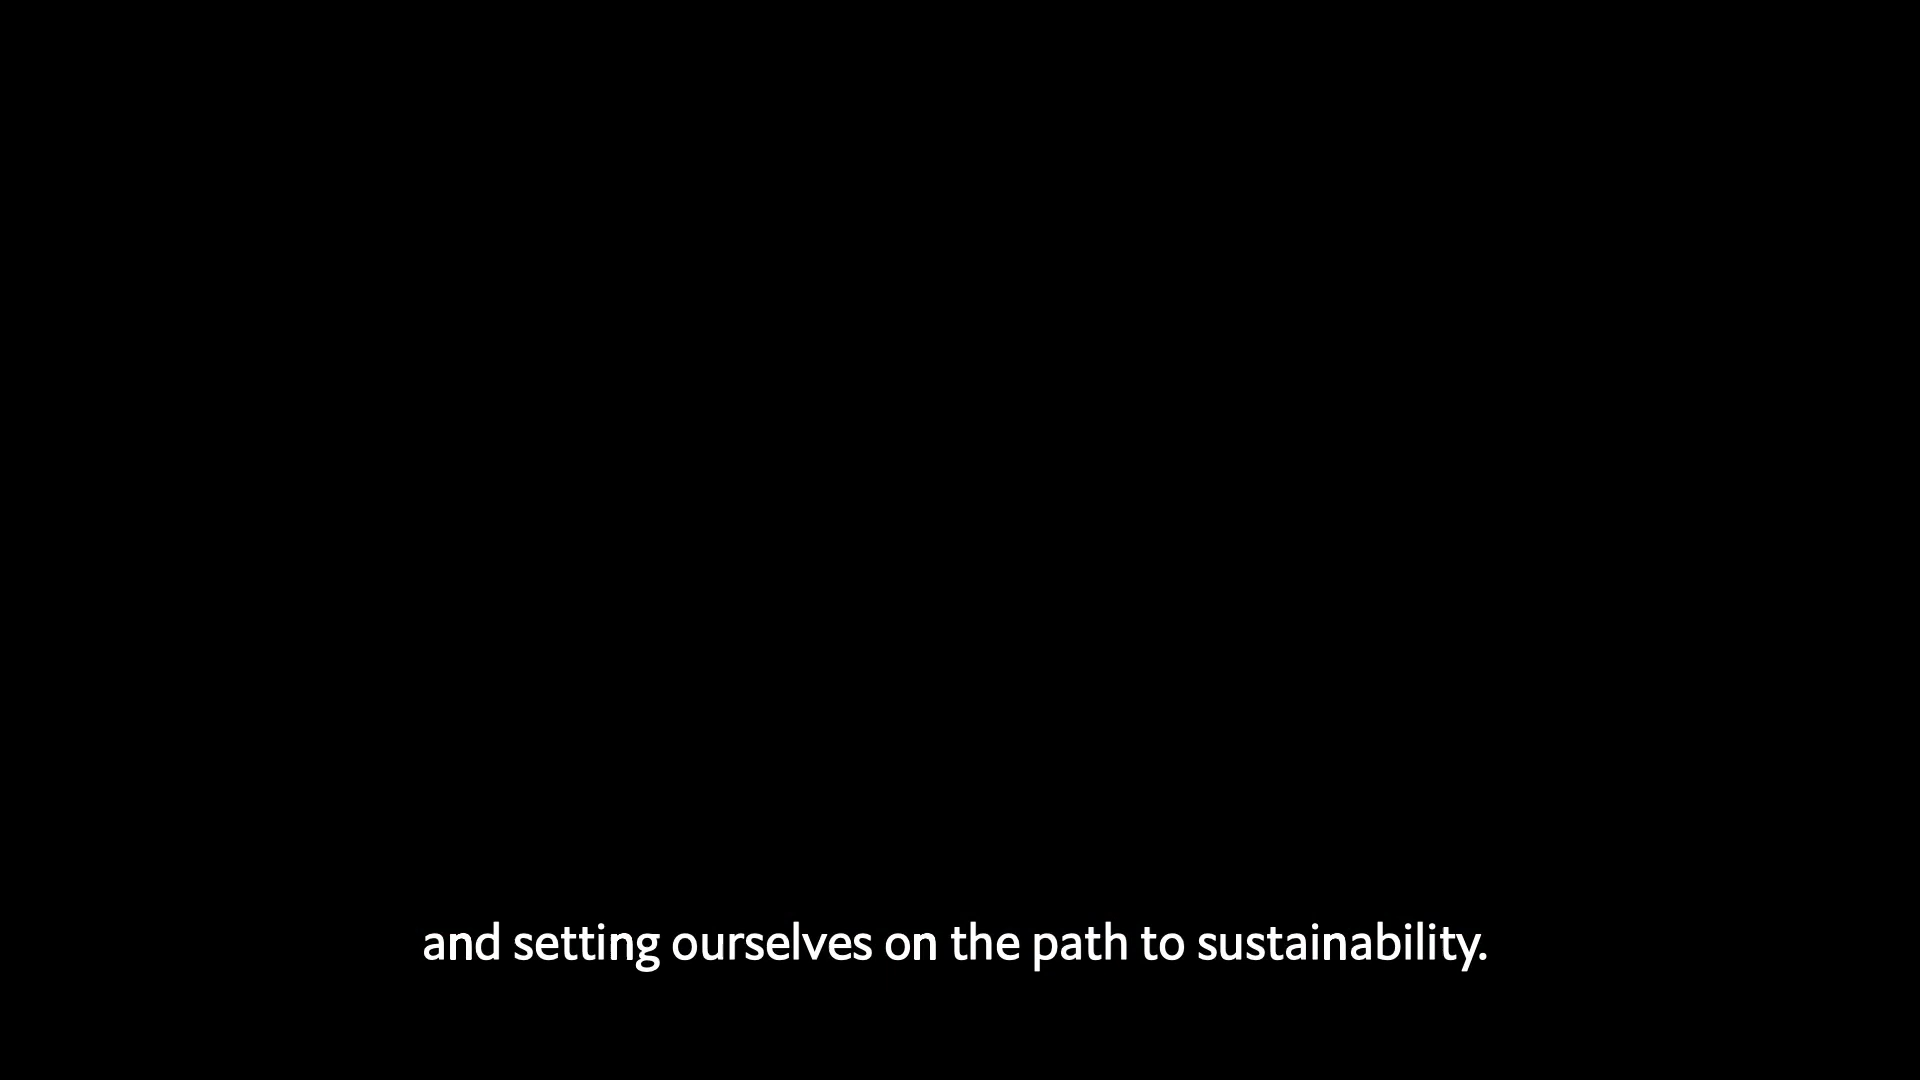 and setting ourselves on the path to sustainability.